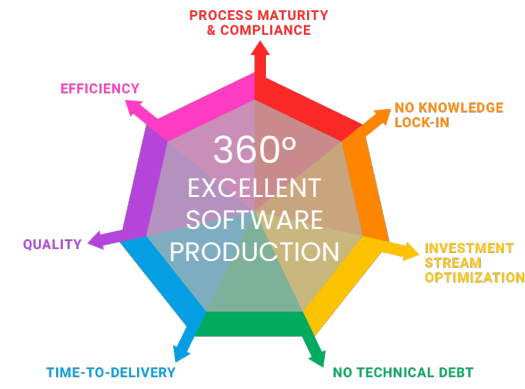 PROCESS MATURITY
& COMPLIANCE
EFFICIENCY
NO KNOWLEDGE
LOCK-IN
360º
EXCELLENT
SOFTWARE
PRODUCTION
QUALITY
INVESTMENT
STREAM
OPTIMIZATION
TIME-TO-DELIVERY
NO TECHNICAL DEBT